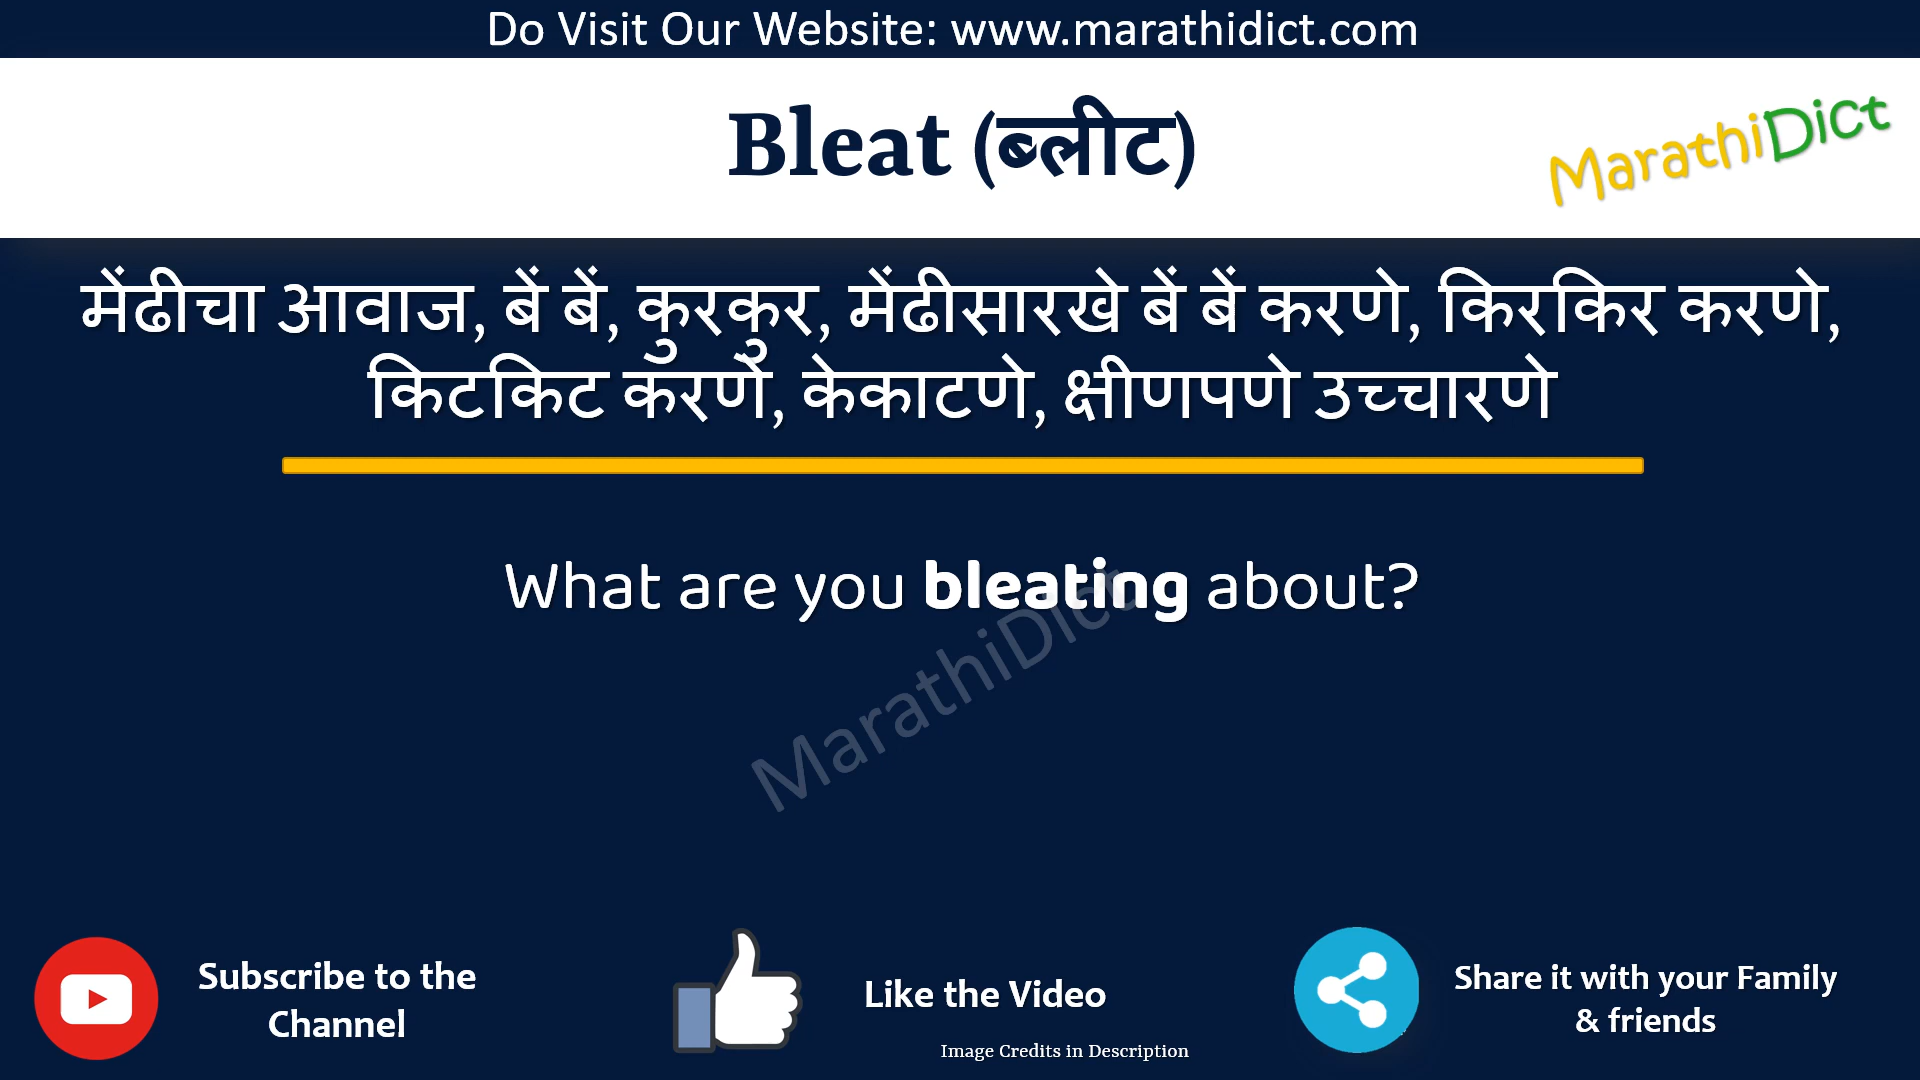 Do Visit Our Website: www.marathidict.com
Bleat (ब्लीट)
MarathiDict
मेंढीचा आवाज, बें बें, कुरकुर, मेंढीसारखे बें बें करणे, किरकिर करणे,
किटकिट करणे, केकाटणे, क्षीणपणे उच्चारणे
What are you bleating about?
MarathiDict
Subscribe to the
Channel
Like the Video
Share it with your Family
& friends
Image Credits in Description